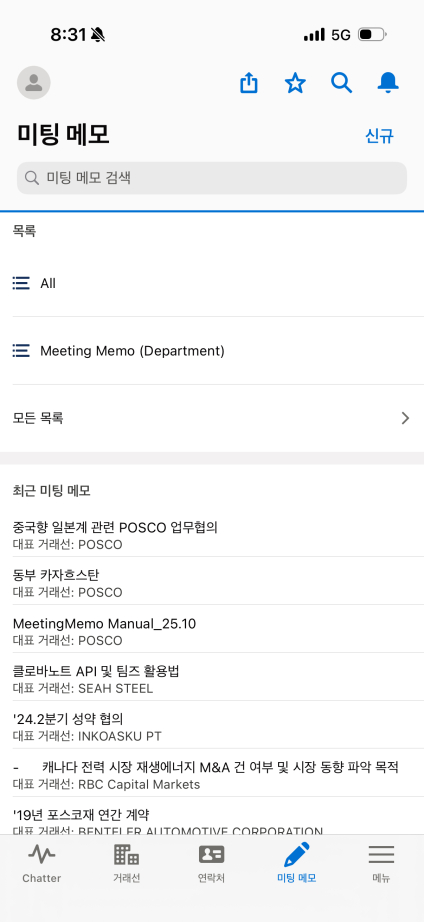 8:31
5G
미팅 메모
신규
미팅 메모 검색
목록
All
Meeting Memo (Department)
모든 목록
최근 미팅 메모
중국향 일본계 관련 POSCO 업무협의
대표 거래선: POSCO
동부 카자흐스탄
대표 거래선: POSCO
MeetingMemo Manual_25.10
대표 거래선: POSCO
클로바노트 API 및 팀즈 활용법
대표 거래선: SEAH STEEL
'24.2분기 성약 협의
대표 거래선: INKOASKU PT
- 캐나다 전력 시장 재생에너지 M&A 건 여부 및 시장 동향 파악 목적
대표 거래선: RBC Capital Markets
'19년 포스코재 연간 계약
대표 거래선: BENTELER AUTOMOTIVE CORPORATION
Chatter
거래선
연락처
미팅 메모
메뉴